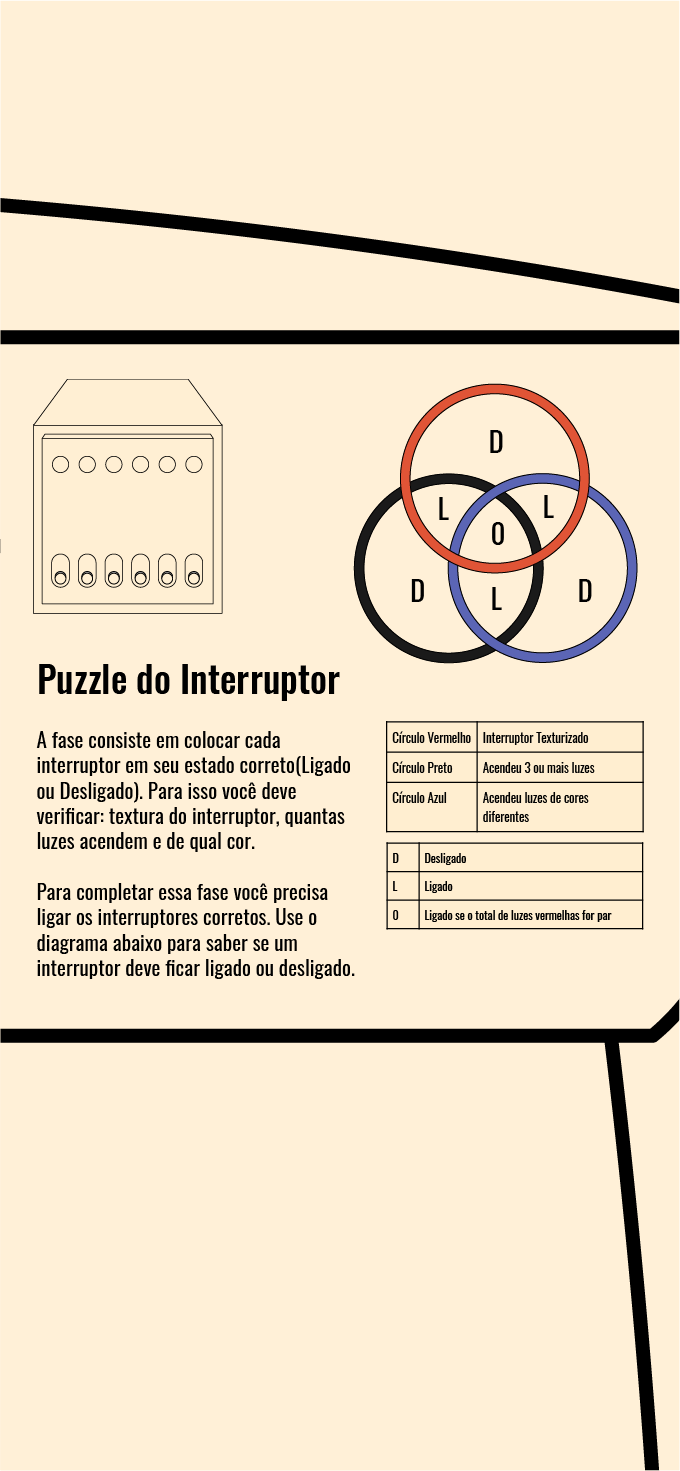 D
L
L
O
D
L
D
Puzzle do Interruptor
A fase consiste em colocar cada
interruptor em seu estado correto(Ligado
ou Desligado). Para isso você deve
verificar: textura do interruptor, quantas
luzes acendem e de qual cor.
Para completar essa fase você precisa
ligar os interruptores corretos. Use o
diagrama abaixo para saber se um
interruptor deve ficar ligado ou desligado.
Círculo Vermelho Interruptor Texturizado
Círculo Preto Acendeu 3 ou mais luzes
Círculo Azul Acendeu luzes de cores
diferentes
D Desligado
L Ligado
O Ligado se o total de luzes vermelhas for par